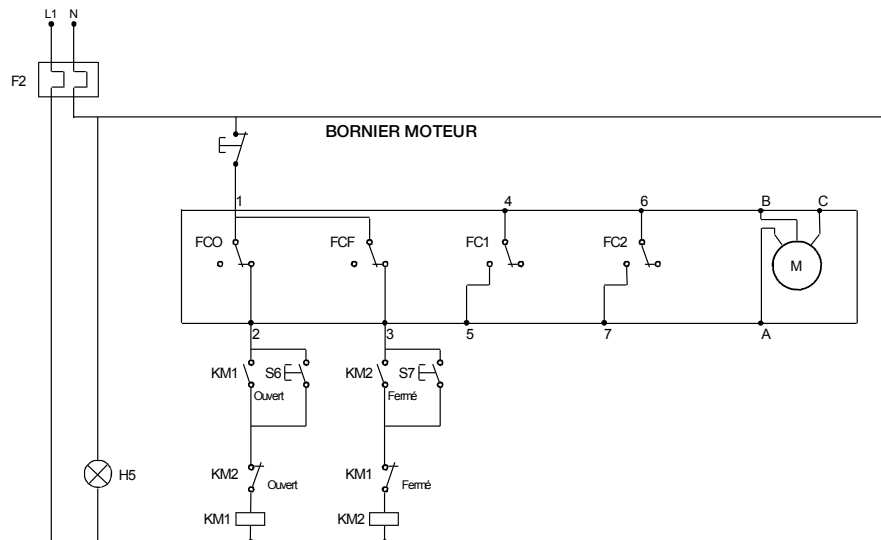 L1 N
F2
BORNIER MOTEUR
1 4 6 B C
FCO FCF FC1 FC2
M
2 3 5 7 A
KM1 S6 KM2 S7
Ouvert Fermé
H5 KM2 KM1
Ouvert Fermé
KM1 KM2